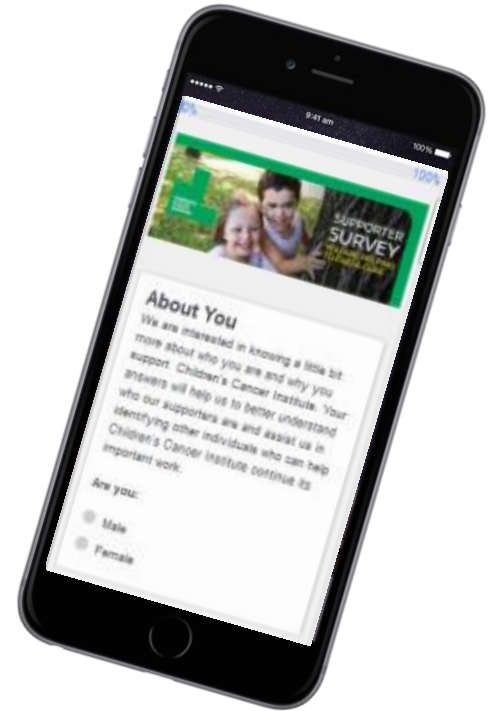 9:41 am
100%
0%
100%
SUPPORTER
SURVEY
About You
We are interested in knowing a little bit
more about who you are and why you
support Children's Cancer Institute. Your
answers will help us to better understand
who our supporters are and assist us in
identifying other individuals who can help
Children's Cancer Institute continue its
important work.
Are you:
Male
Female